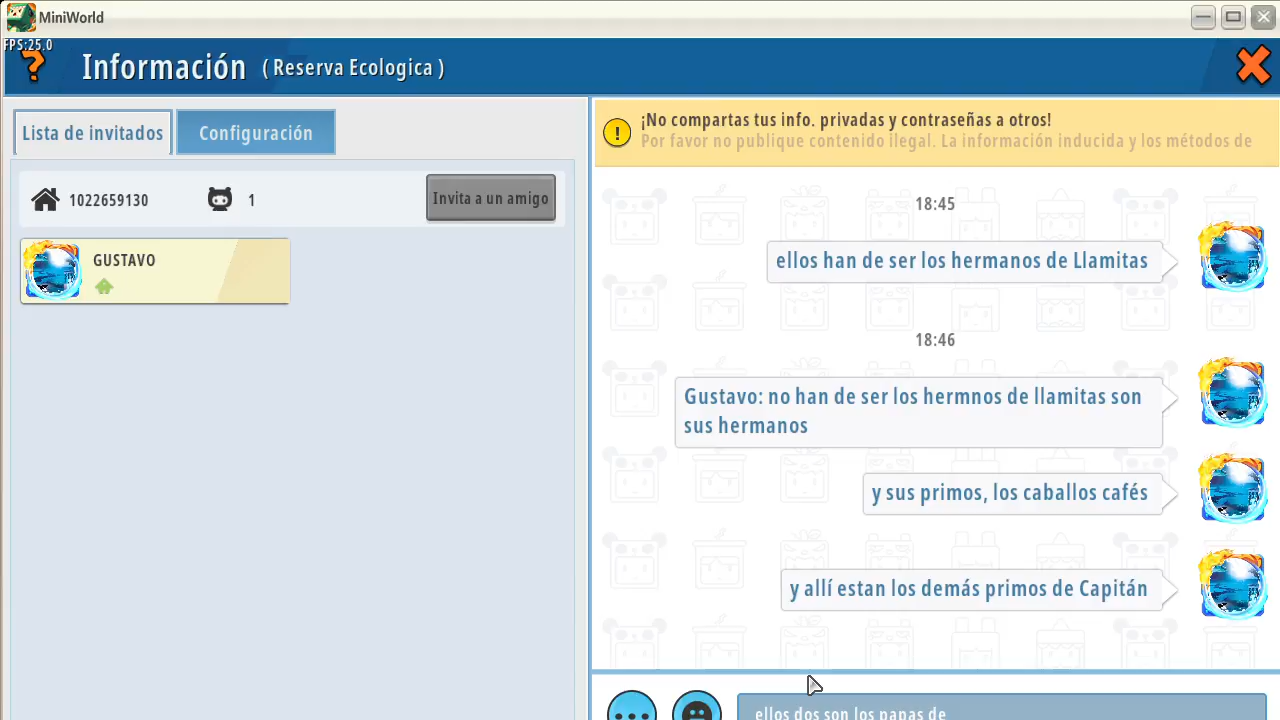 MiniWorld
FPS:25.0
Información ( Reserva Ecologica )
Lista de invitados
Configuración
1022659130
1
Invita a un amigo
GUSTAVO
¡No compartas tus info. privadas y contraseñas a otros!
Por favor no publique contenido ilegal. La información inducida y los métodos de
18:45
ellos han de ser los hermanos de Llamitas
18:46
Gustavo: no han de ser los hermnos de llamitas son
sus hermanos
y sus primos, los caballos cafés
y allí estan los demás primos de Capitán
ellos dos son los papas de